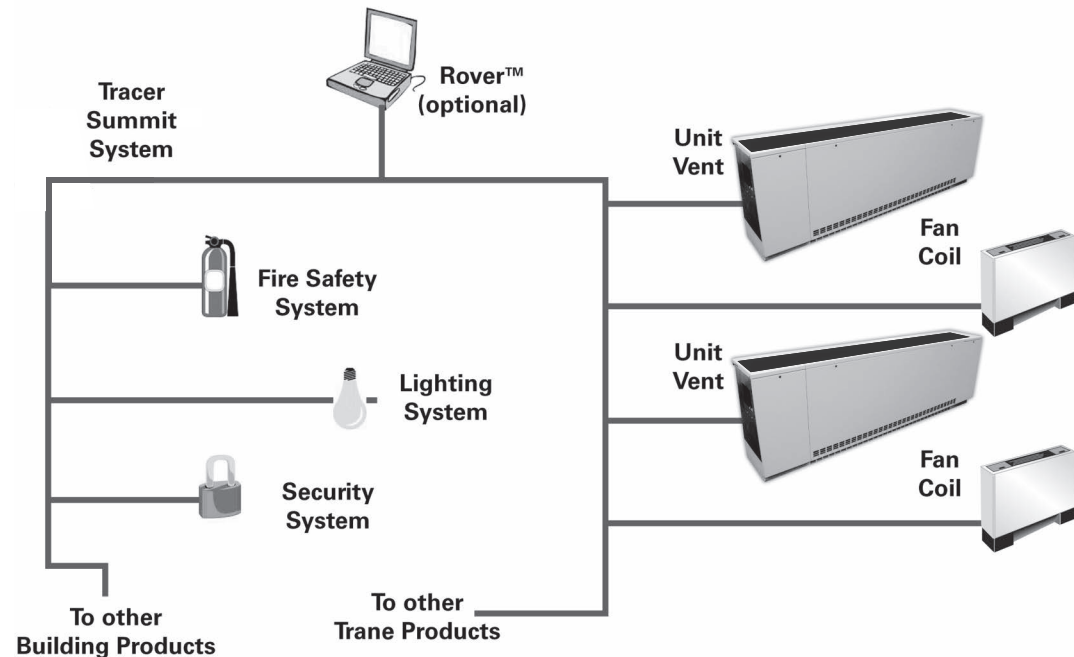 Rover™
(optional)
Tracer
Summit
System
Unit
Vent
Fan
Coil
Fire Safety
System
Unit
Vent
Lighting
System
Fan
Coil
Security
System
To other
Trane Products
To other
Building Products